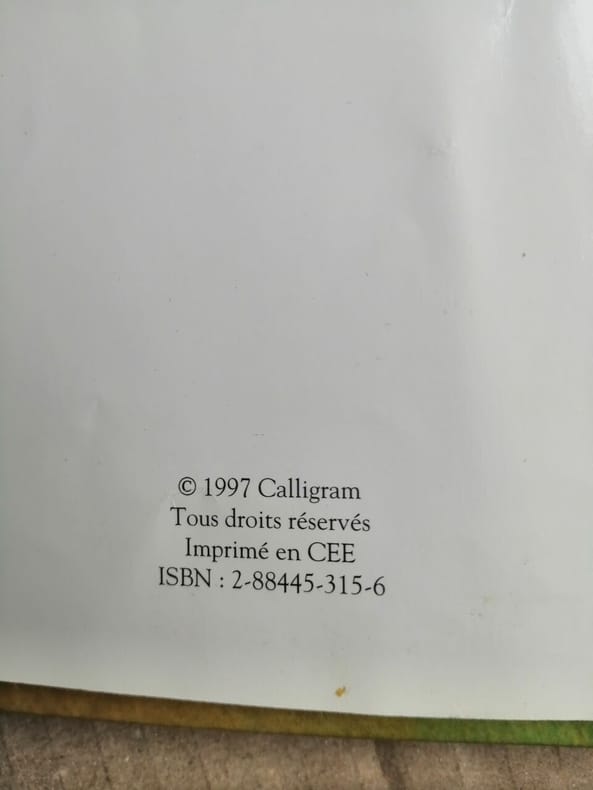 © 1997 Calligram
Tous droits réservés
Imprimé en CEE
ISBN : 2-88445-315-6